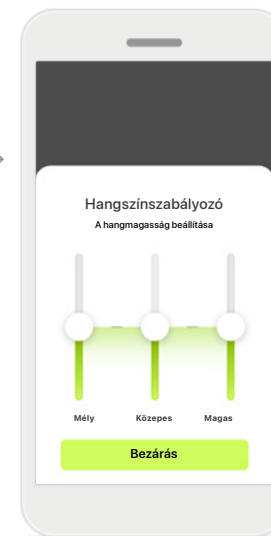 Hangszínszabályozó
A hangmagasság beállítása
Mély Közepes Magas
Bezárás